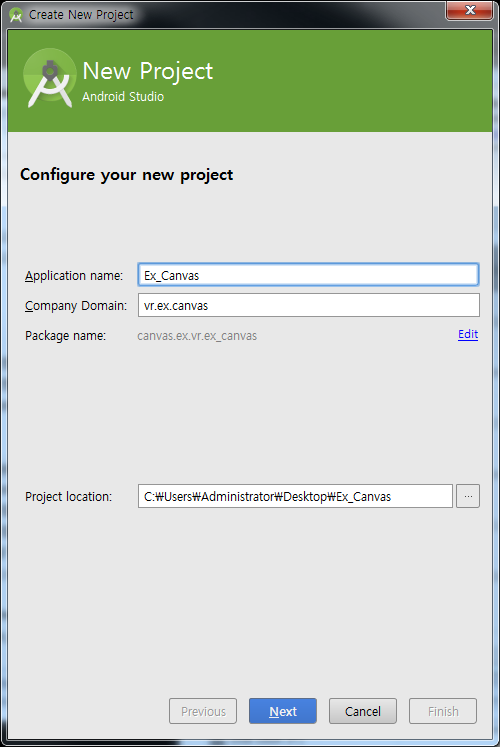 Create New Project
New Project
Android Studio
Configure your new project
Application name: Ex_Canvas
Company Domain: vr.ex.canvas
Package name: canvas.ex.vr.ex_canvas Edit
Project location: C:₩Users₩Administrator₩Desktop₩Ex_Canvas ...
Previous Next Cancel Finish